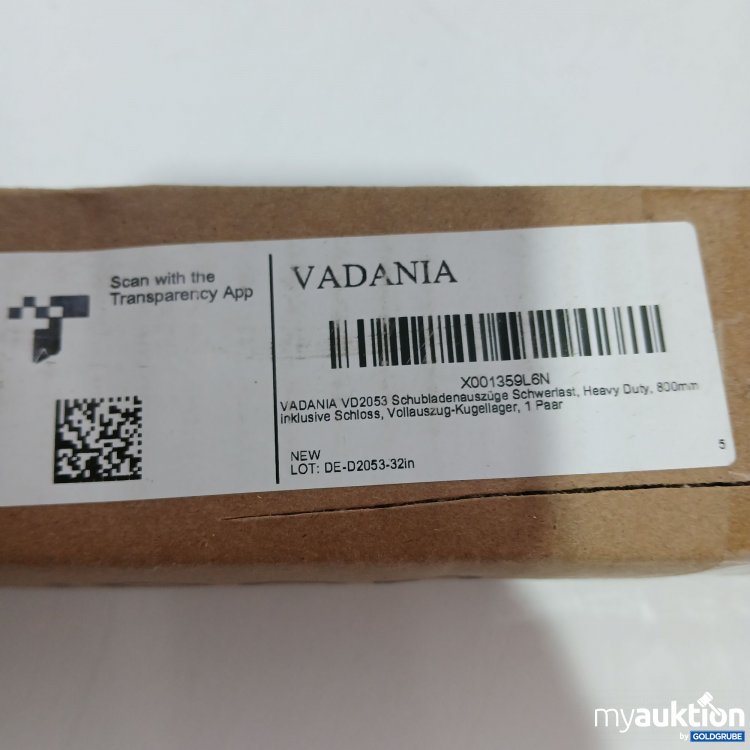 Scan with the
Transparency App
VADANIA
X001359L6N
VADANIA VD2053 Schubladenauszüge Schwerlast, Heavy Duty, 800mm
inklusive Schloss, Vollauszug-Kugellager, 1 Paar
NEW
LOT: DE-D2053-32in
5
myauktion
by GOLDGRUBE